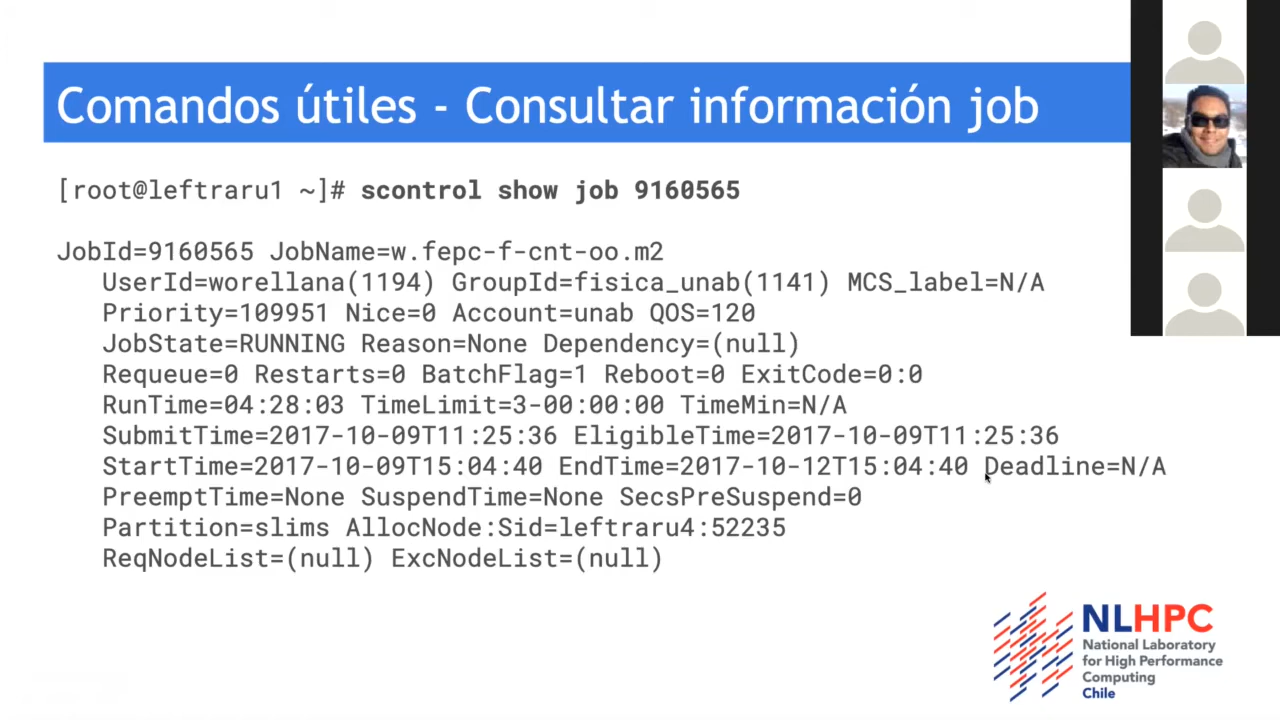 Comandos útiles - Consultar información job
[root@leftraru1 ~]# scontrol show job 9160565
JobId=9160565 JobName=w.fepc-f-cnt-oo.m2
UserId=worellana(1194) GroupId=fisica_unab(1141) MCS_label=N/A
Priority=109951 Nice=0 Account=unab QOS=120
JobState=RUNNING Reason=None Dependency=(null)
Requeue=0 Restarts=0 BatchFlag=1 Reboot=0 ExitCode=0:0
RunTime=04:28:03 TimeLimit=3-00:00:00 TimeMin=N/A
SubmitTime=2017-10-09T11:25:36 EligibleTime=2017-10-09T11:25:36
StartTime=2017-10-09T15:04:40 EndTime=2017-10-12T15:04:40 Deadline=N/A
PreemptTime=None SuspendTime=None SecsPreSuspend=0
Partition=slims AllocNode:Sid=leftraru4:52235
ReqNodeList=(null) ExcNodeList=(null)
NLHPC
National Laboratory
for High Performance
Computing
Chile